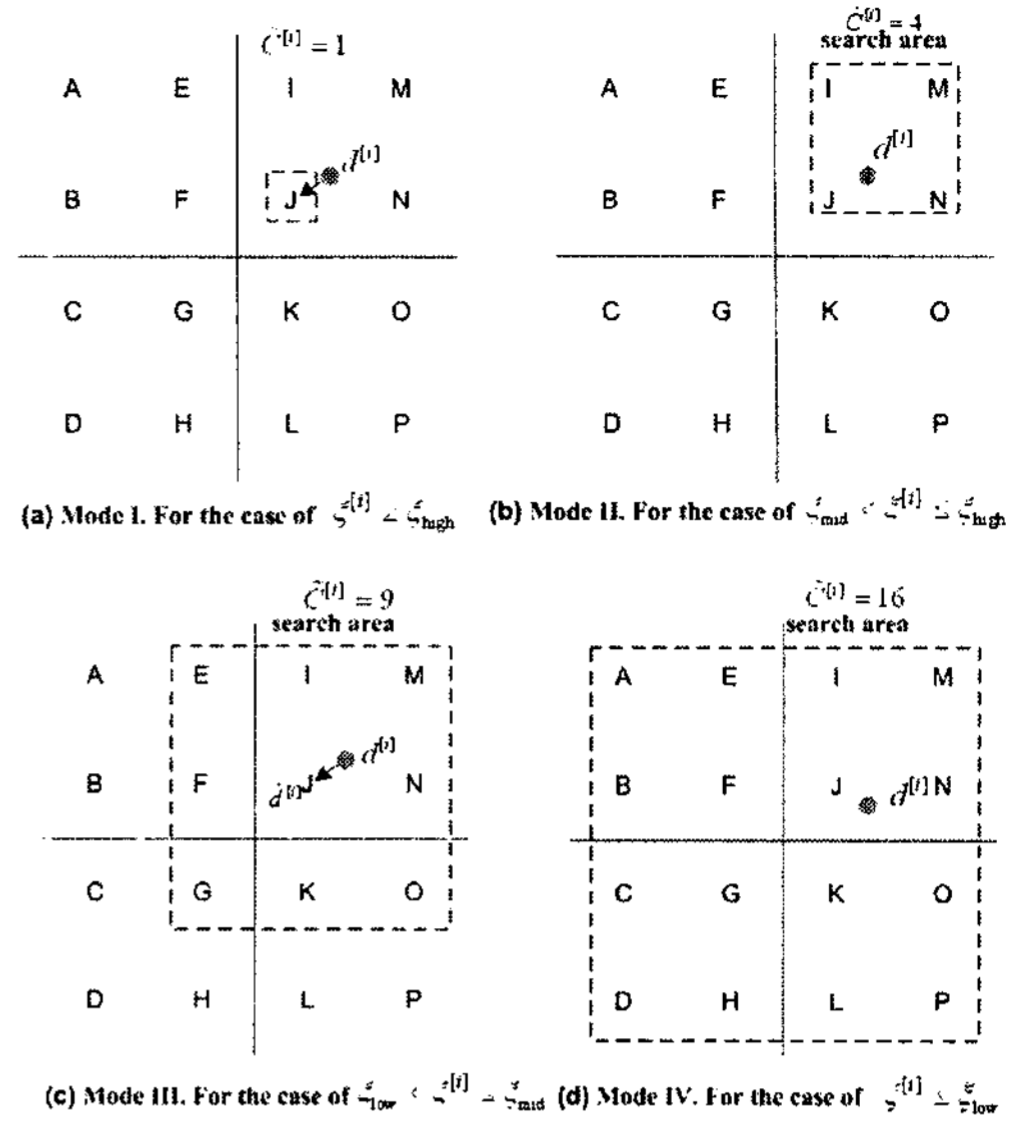 C̃[i] = 1
A E I M
d[i]
B F J N
C G K O
D H L P
(a) Mode I. For the case of
C̃[i] = 4
search area
A E I M
d[i]
B F J N
C G K O
D H L P
(b) Mode II. For the case of
C̃[i] = 9
search area
A E I M
d[i]
B F J N
C G K O
D H L P
(c) Mode III. For the case of
C̃[i] = 16
search area
A E I M
B F J d[i] N
C G K O
D H L P
(d) Mode IV. For the case of